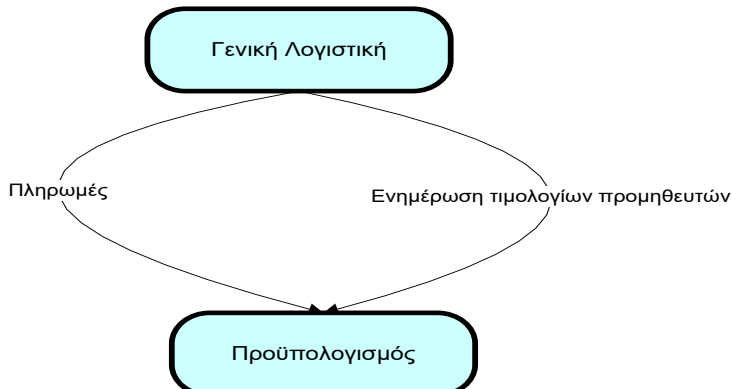 Γενική Λογιστική
Πληρωμές
Ενημέρωση τιμολογίων προμηθευτών
Προϋπολογισμός